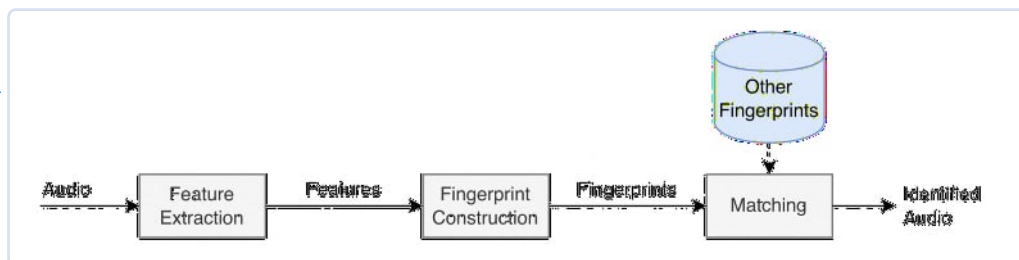 Other
Fingerprints
Audio
Feature
Extraction
Features
Fingerprint
Construction
Fingerprints
Matching
Identified
Audio